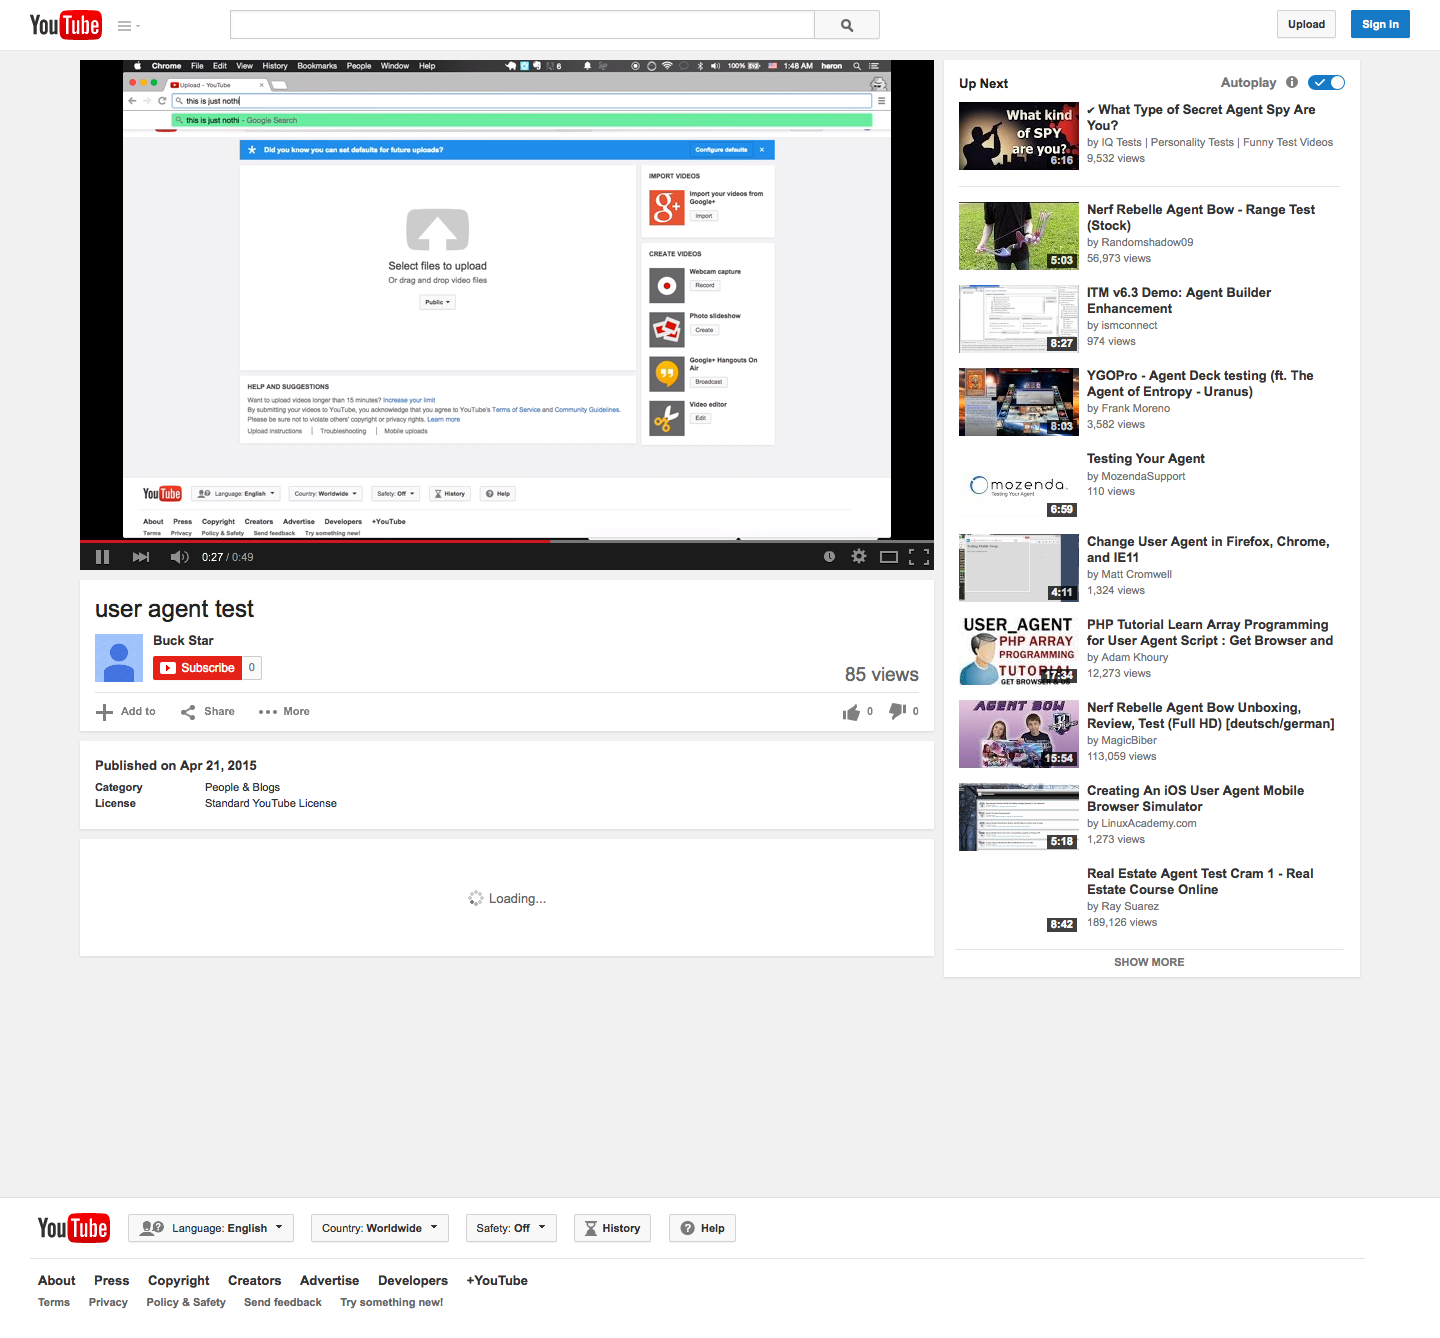 YouTube
Upload
Sign in
Chrome File Edit View History Bookmarks People Window Help
6
100%
1:48 AM heron
Upload - YouTube
this is just nothi
this is just nothi - Google Search
Did you know you can set defaults for future uploads?
Configure defaults
Select files to upload
Or drag and drop video files
Public
IMPORT VIDEOS
Import your videos from
Google+
Import
CREATE VIDEOS
Webcam capture
Record
Photo slideshow
Create
Google+ Hangouts On
Air
Broadcast
Video editor
Edit
HELP AND SUGGESTIONS
Want to upload videos longer than 15 minutes? Increase your limit
By submitting your videos to YouTube, you acknowledge that you agree to YouTube's Terms of Service and Community Guidelines.
Please be sure not to violate others' copyright or privacy rights. Learn more
Upload instructions | Troubleshooting | Mobile uploads
YouTube Language: English Country: Worldwide Safety: Off History Help
About Press Copyright Creators Advertise Developers +YouTube
Terms Privacy Policy & Safety Send feedback Try something new!
0:27 / 0:49
user agent test
Buck Star
Subscribe 0
85 views
Add to Share More
0 0
Published on Apr 21, 2015
Category People & Blogs
License Standard YouTube License
Loading...
Up Next
Autoplay
What kind
of SPY
are you?
6:16
✔ What Type of Secret Agent Spy Are
You?
by IQ Tests | Personality Tests | Funny Test Videos
9,532 views
5:03
Nerf Rebelle Agent Bow - Range Test
(Stock)
by Randomshadow09
56,973 views
8:27
ITM v6.3 Demo: Agent Builder
Enhancement
by ismconnect
974 views
8:03
YGOPro - Agent Deck testing (ft. The
Agent of Entropy - Uranus)
by Frank Moreno
3,582 views
mozenda
Testing Your Agent
6:59
Testing Your Agent
by MozendaSupport
110 views
4:11
Change User Agent in Firefox, Chrome,
and IE11
by Matt Cromwell
1,324 views
USER_AGENT
PHP ARRAY
PROGRAMMING
TUTORIAL
GET BROWSER & OS
17:34
PHP Tutorial Learn Array Programming
for User Agent Script : Get Browser and
by Adam Khoury
12,273 views
AGENT BOW
15:54
Nerf Rebelle Agent Bow Unboxing,
Review, Test (Full HD) [deutsch/german]
by MagicBiber
113,059 views
5:18
Creating An iOS User Agent Mobile
Browser Simulator
by LinuxAcademy.com
1,273 views
8:42
Real Estate Agent Test Cram 1 - Real
Estate Course Online
by Ray Suarez
189,126 views
SHOW MORE
YouTube Language: English Country: Worldwide Safety: Off History Help
About Press Copyright Creators Advertise Developers +YouTube
Terms Privacy Policy & Safety Send feedback Try something new!